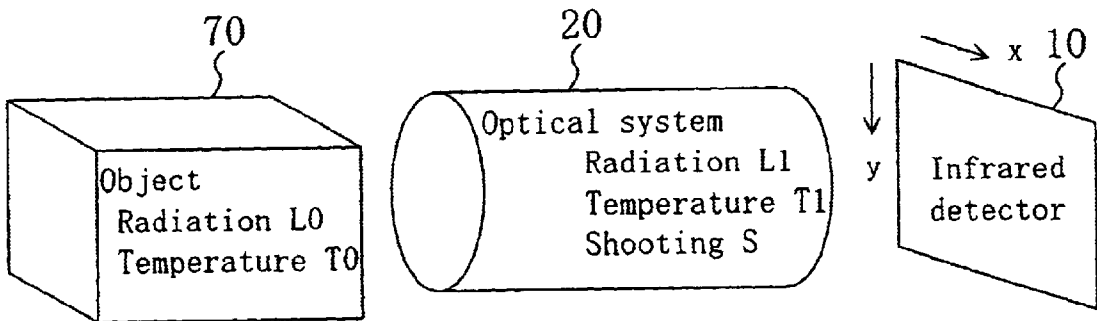 70
20
x 10
Object
Radiation L0
Temperature T0
Optical system
Radiation L1
Temperature T1
Shooting S
y
Infrared
detector